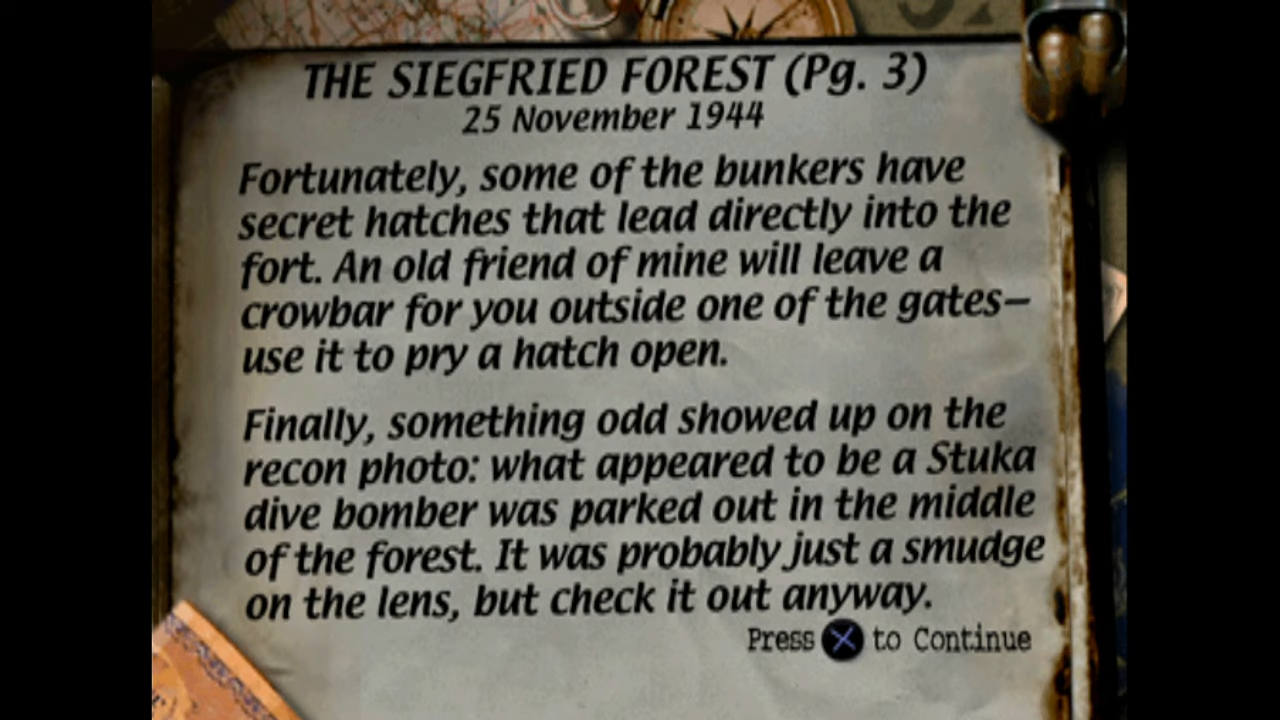 THE SIEGFRIED FOREST (Pg. 3)
25 November 1944
Fortunately, some of the bunkers have
secret hatches that lead directly into the
fort. An old friend of mine will leave a
crowbar for you outside one of the gates–
use it to pry a hatch open.
Finally, something odd showed up on the
recon photo: what appeared to be a Stuka
dive bomber was parked out in the middle
of the forest. It was probably just a smudge
on the lens, but check it out anyway.
Press X to Continue